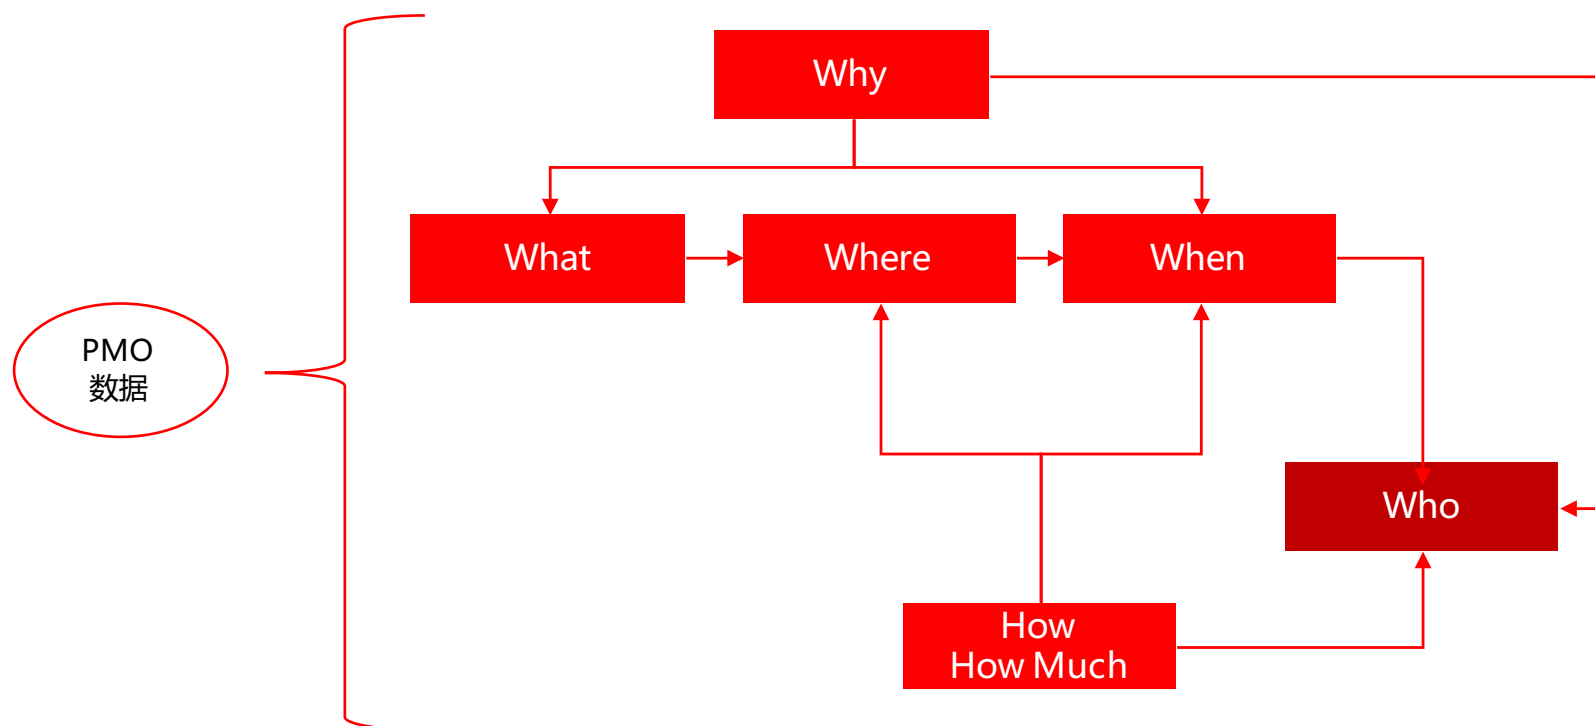 Why
What
Where
When
PMO
数据
Who
How
How Much